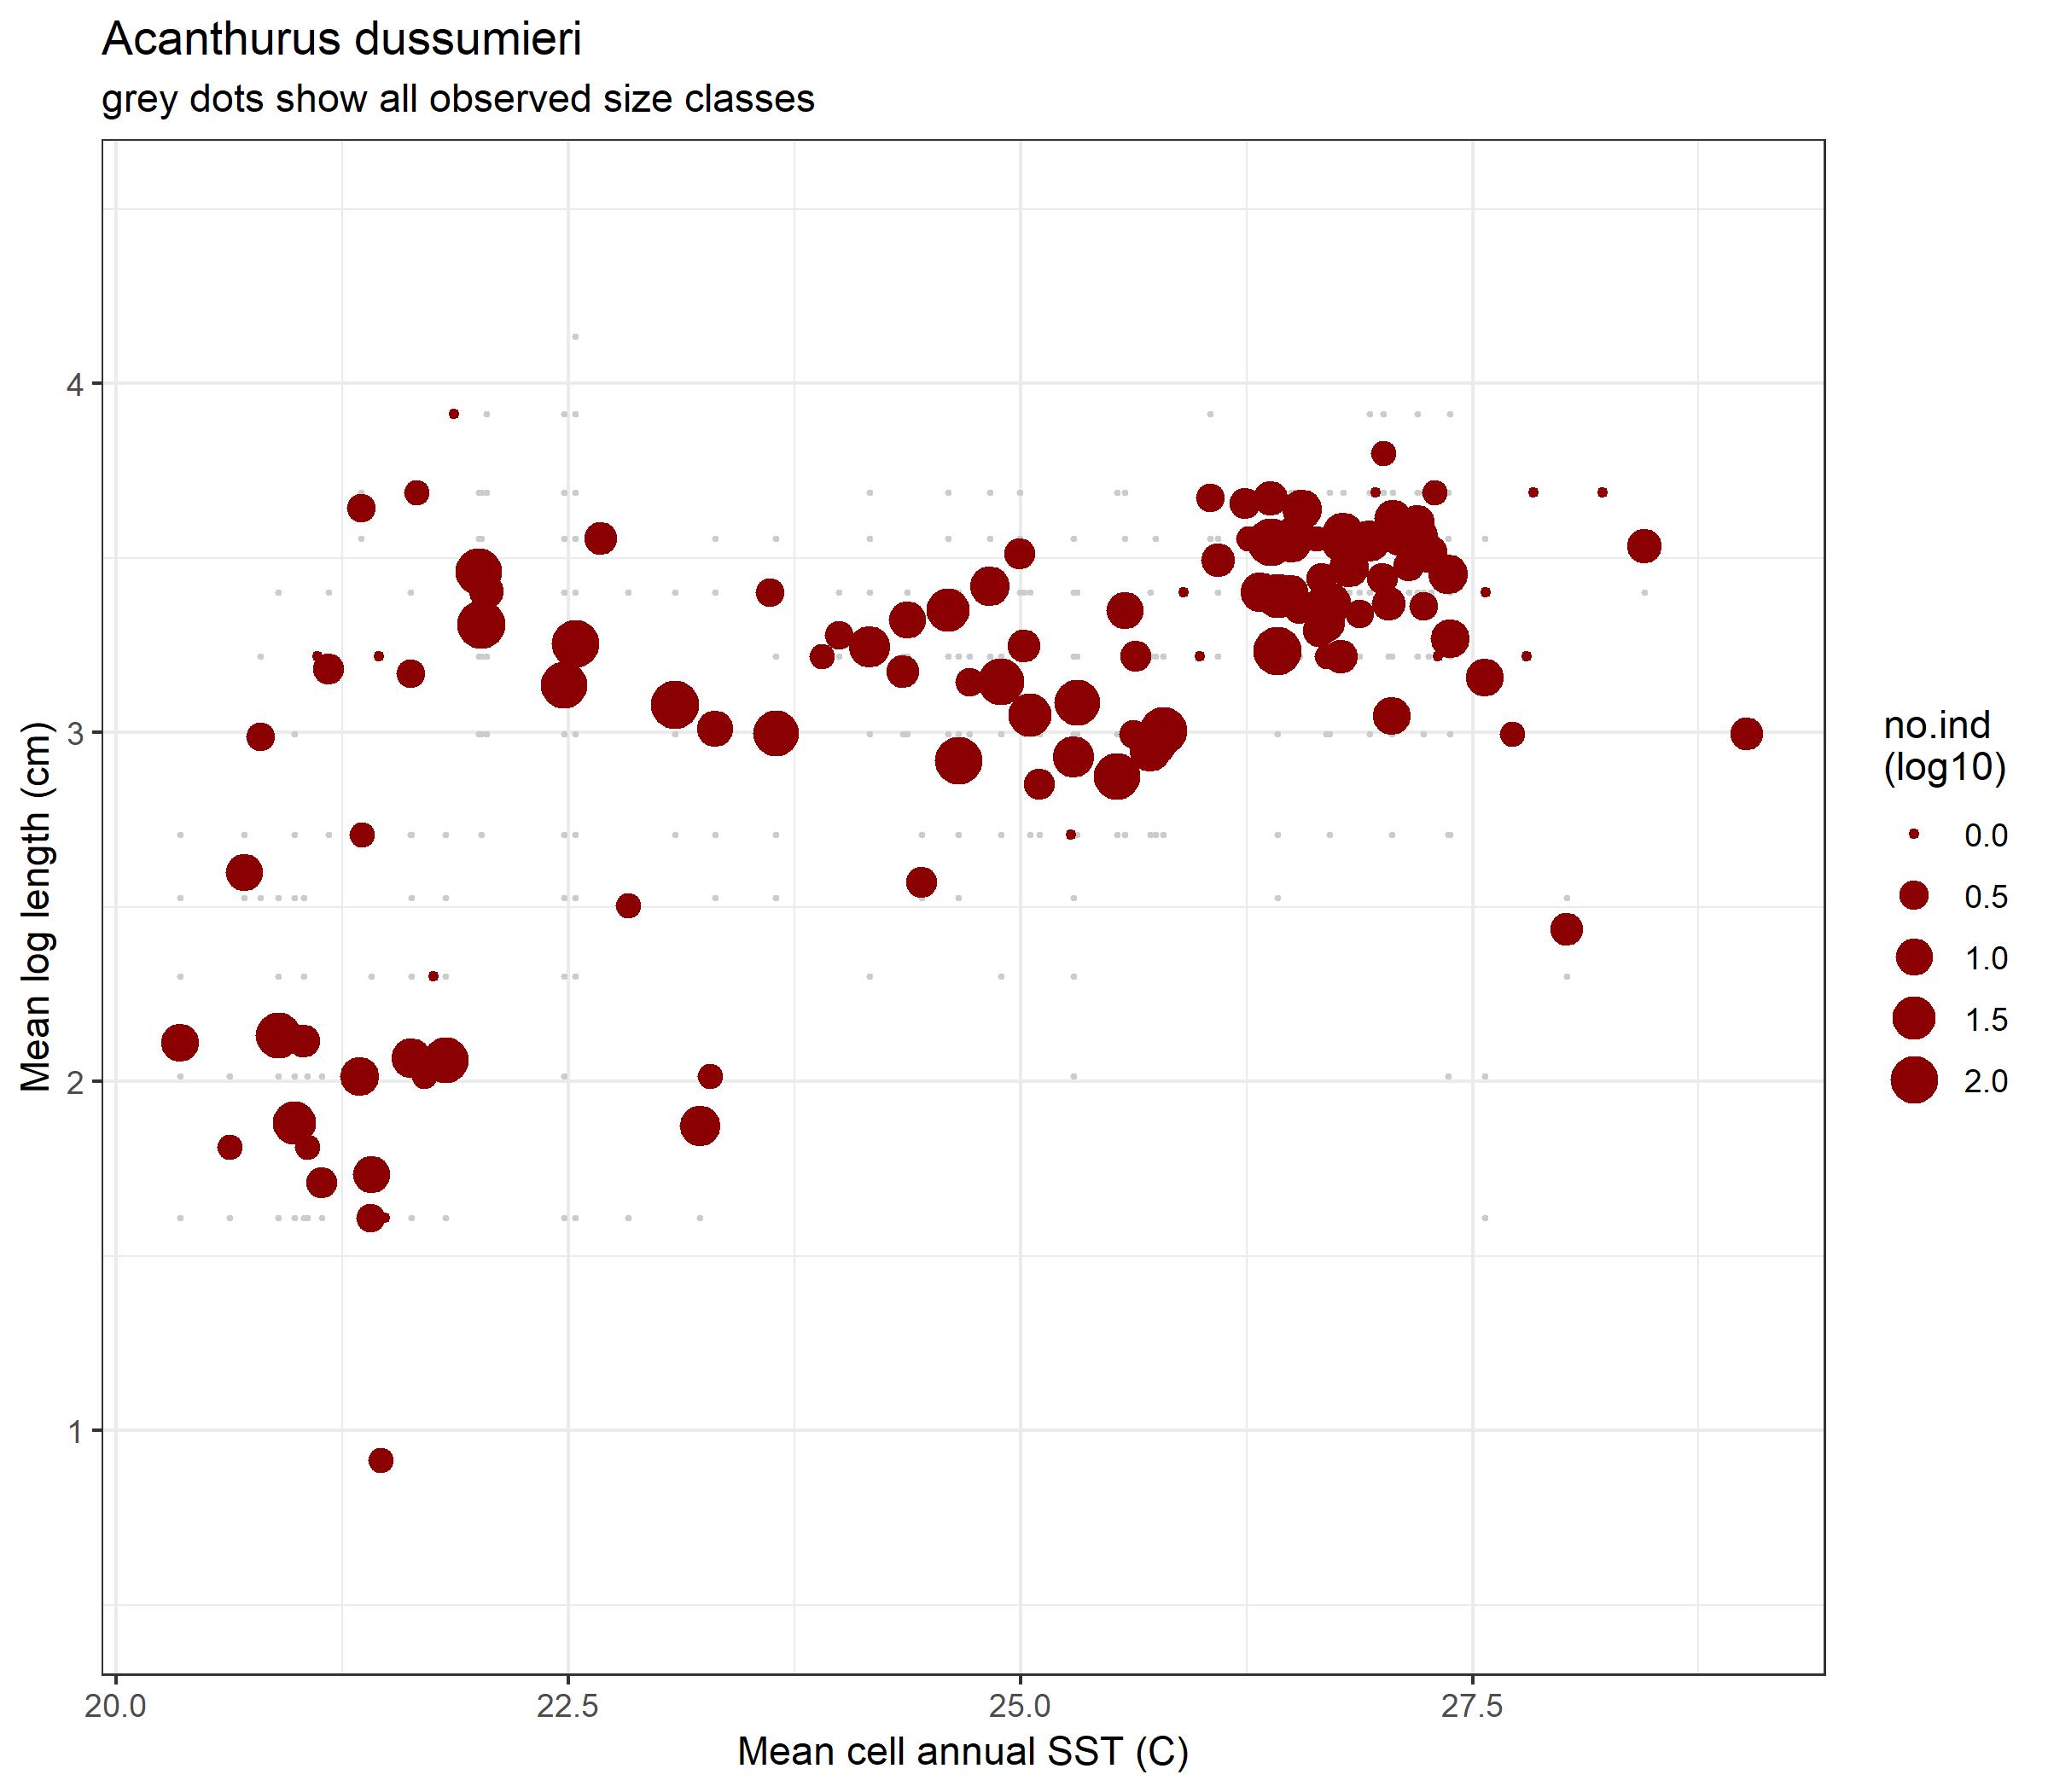 Acanthurus dussumieri
grey dots show all observed size classes
Mean log length (cm)
4
3
2
1
20.0
22.5
25.0
27.5
Mean cell annual SST (C)
no.ind
(log10)
0.0
0.5
1.0
1.5
2.0